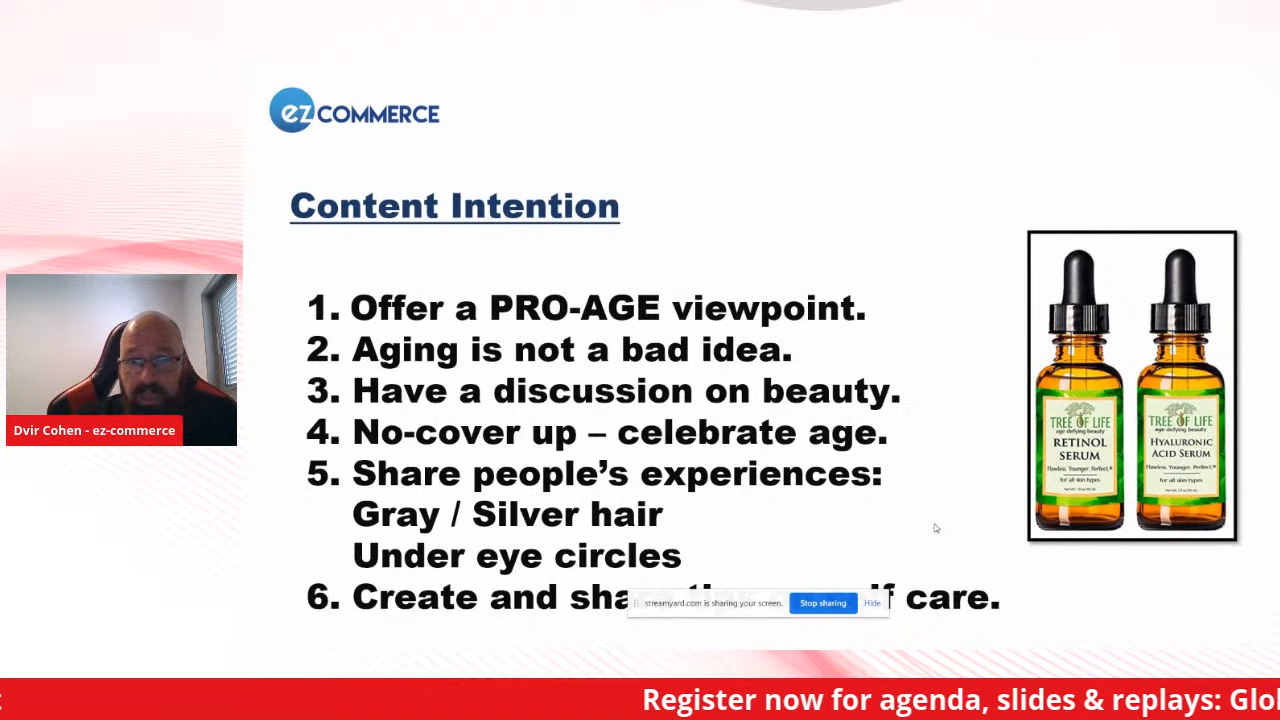 ez COMMERCE
Content Intention
1. Offer a PRO-AGE viewpoint.
2. Aging is not a bad idea.
3. Have a discussion on beauty.
4. No-cover up – celebrate age.
5. Share people’s experiences:
Gray / Silver hair
Under eye circles
6. Create and share care.
streamyard.com is sharing your screen. Stop sharing Hide
TREE OF LIFE
age defying beauty
RETINOL
SERUM
Flawless. Younger. Perfect.®
for all skin types
TREE OF LIFE
age defying beauty
HYALURONIC
ACID SERUM
Flawless. Younger. Perfect.®
for all skin types
Dvir Cohen - ez-commerce
Register now for agenda, slides & replays: Glo